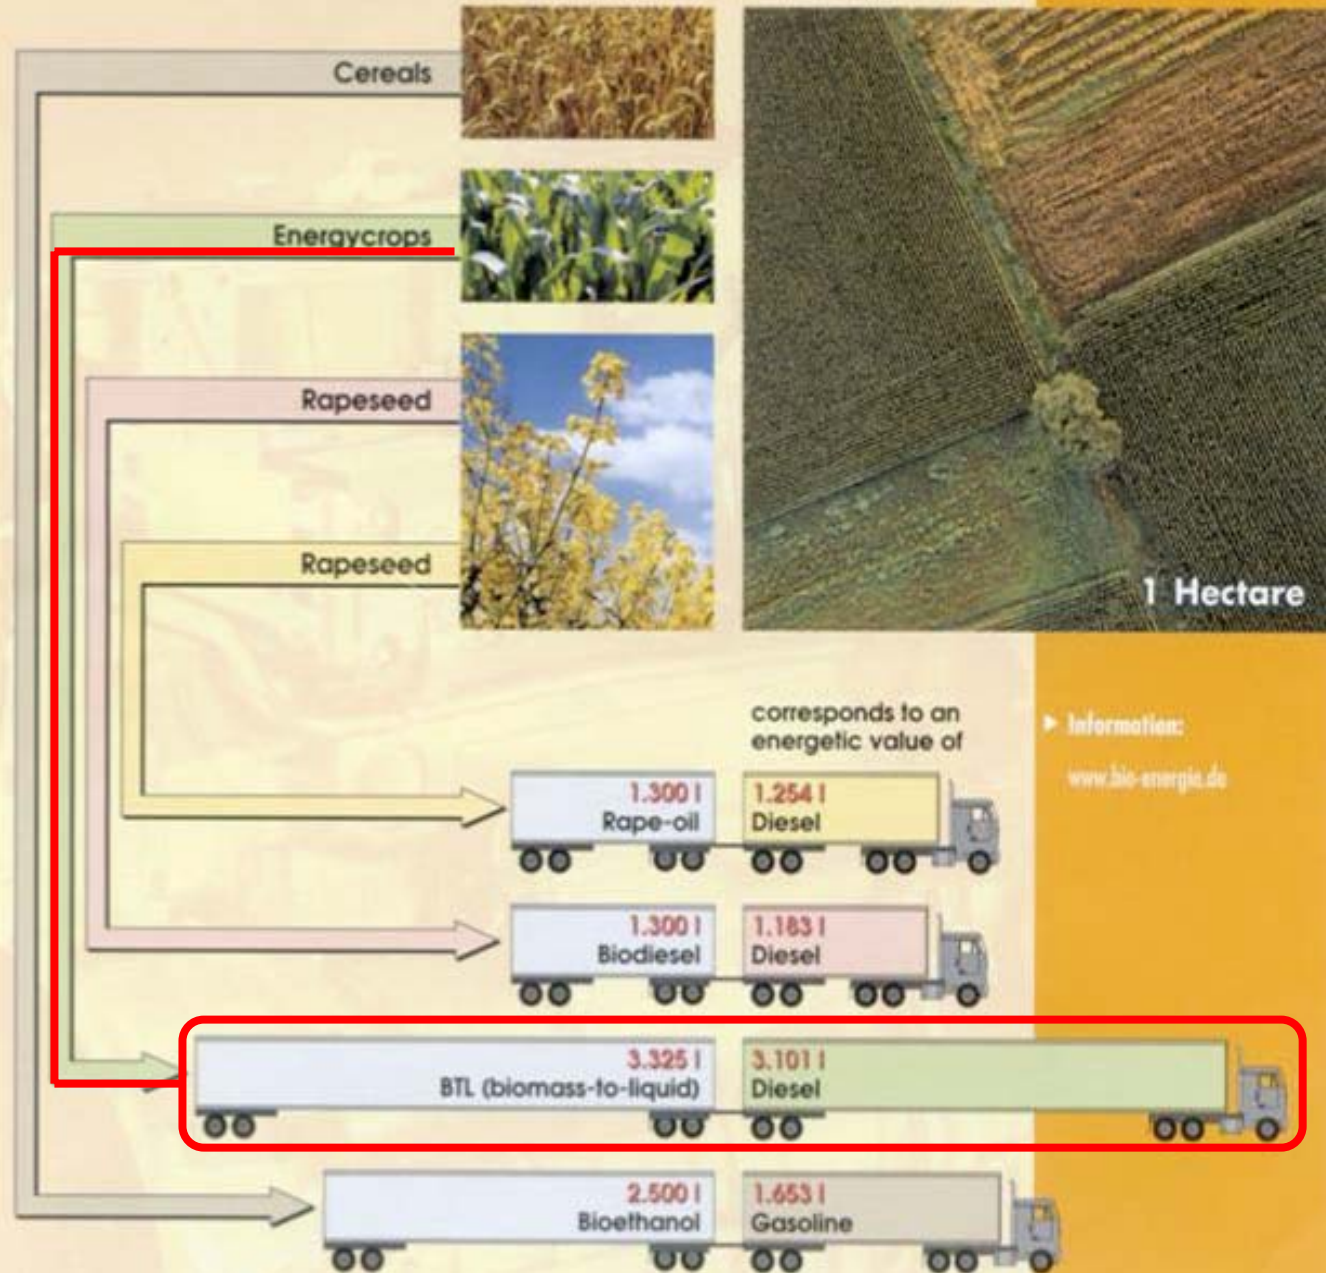 Cereals
Energycrops
Rapeseed
Rapeseed
1 Hectare
corresponds to an
energetic value of
Information:
www.bio-energie.de
1.300 l
Rape-oil
1.254 l
Diesel
1.300 l
Biodiesel
1.183 l
Diesel
3.325 l
BTL (biomass-to-liquid)
3.101 l
Diesel
2.500 l
Bioethanol
1.653 l
Gasoline